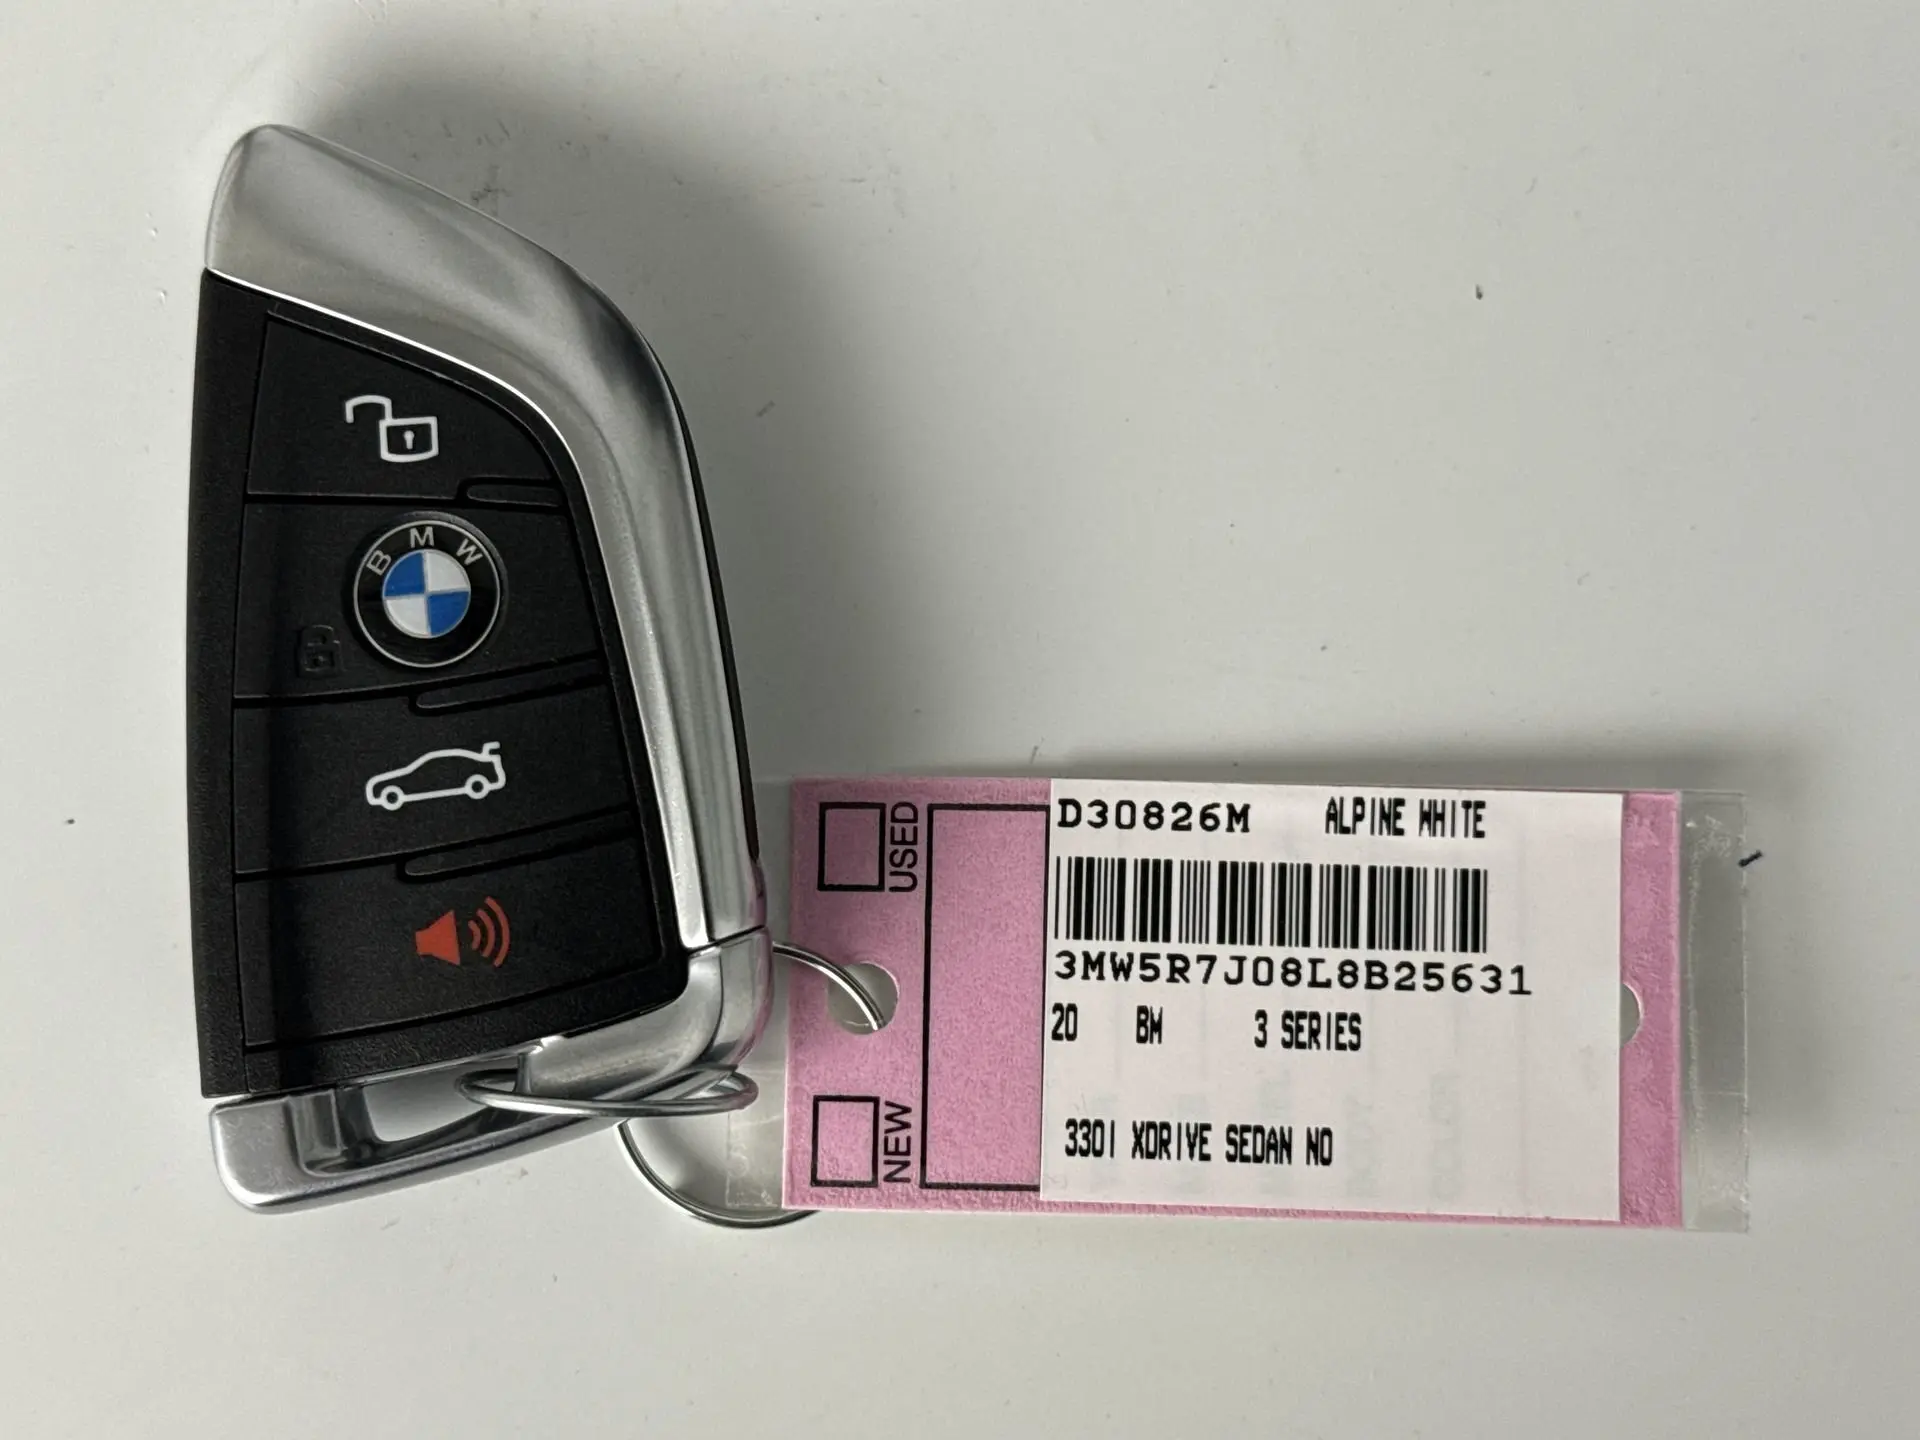 BMW
USED
NEW
D30826M ALPINE WHITE
3MW5R7J08L8B25631
20 BM 3 SERIES
330I XDRIVE SEDAN NO